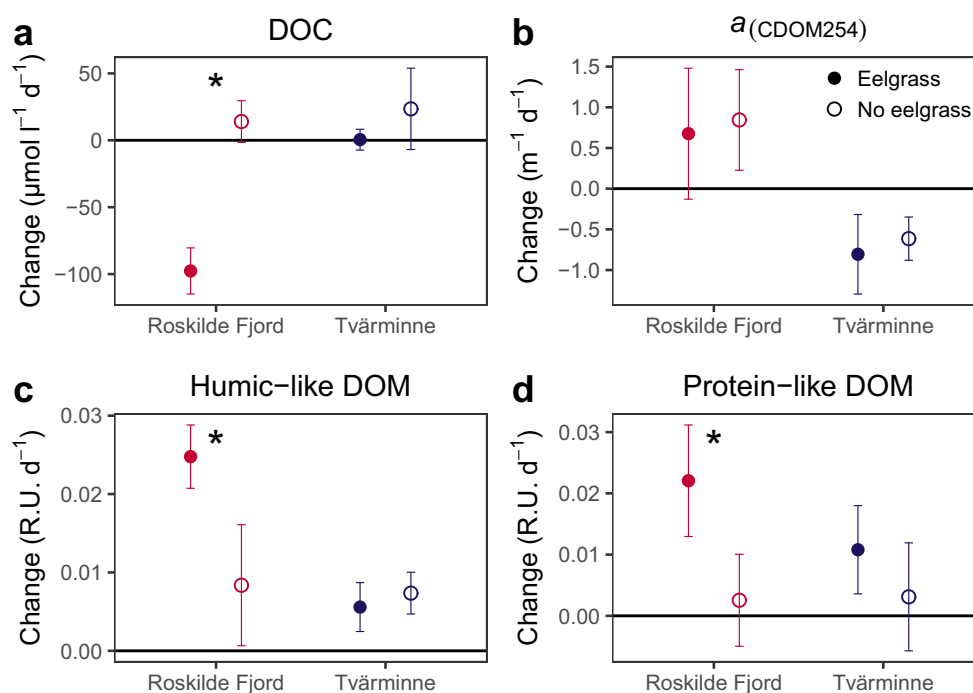 a
DOC
Change (µmol l⁻¹ d⁻¹)
50
0
−50
−100
*
Roskilde Fjord
Tvärminne
b
a(CDOM254)
Change (m⁻¹ d⁻¹)
1.5
1.0
0.5
0.0
−0.5
−1.0
Eelgrass
No eelgrass
Roskilde Fjord
Tvärminne
c
Humic−like DOM
Change (R.U. d⁻¹)
0.03
0.02
0.01
0.00
*
Roskilde Fjord
Tvärminne
d
Protein−like DOM
Change (R.U. d⁻¹)
0.03
0.02
0.01
0.00
*
Roskilde Fjord
Tvärminne